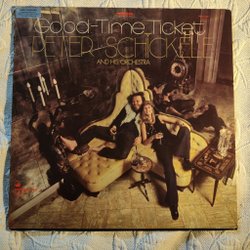 Good-Time Ticket
PETER SCHICKELE
AND HIS ORCHESTRA